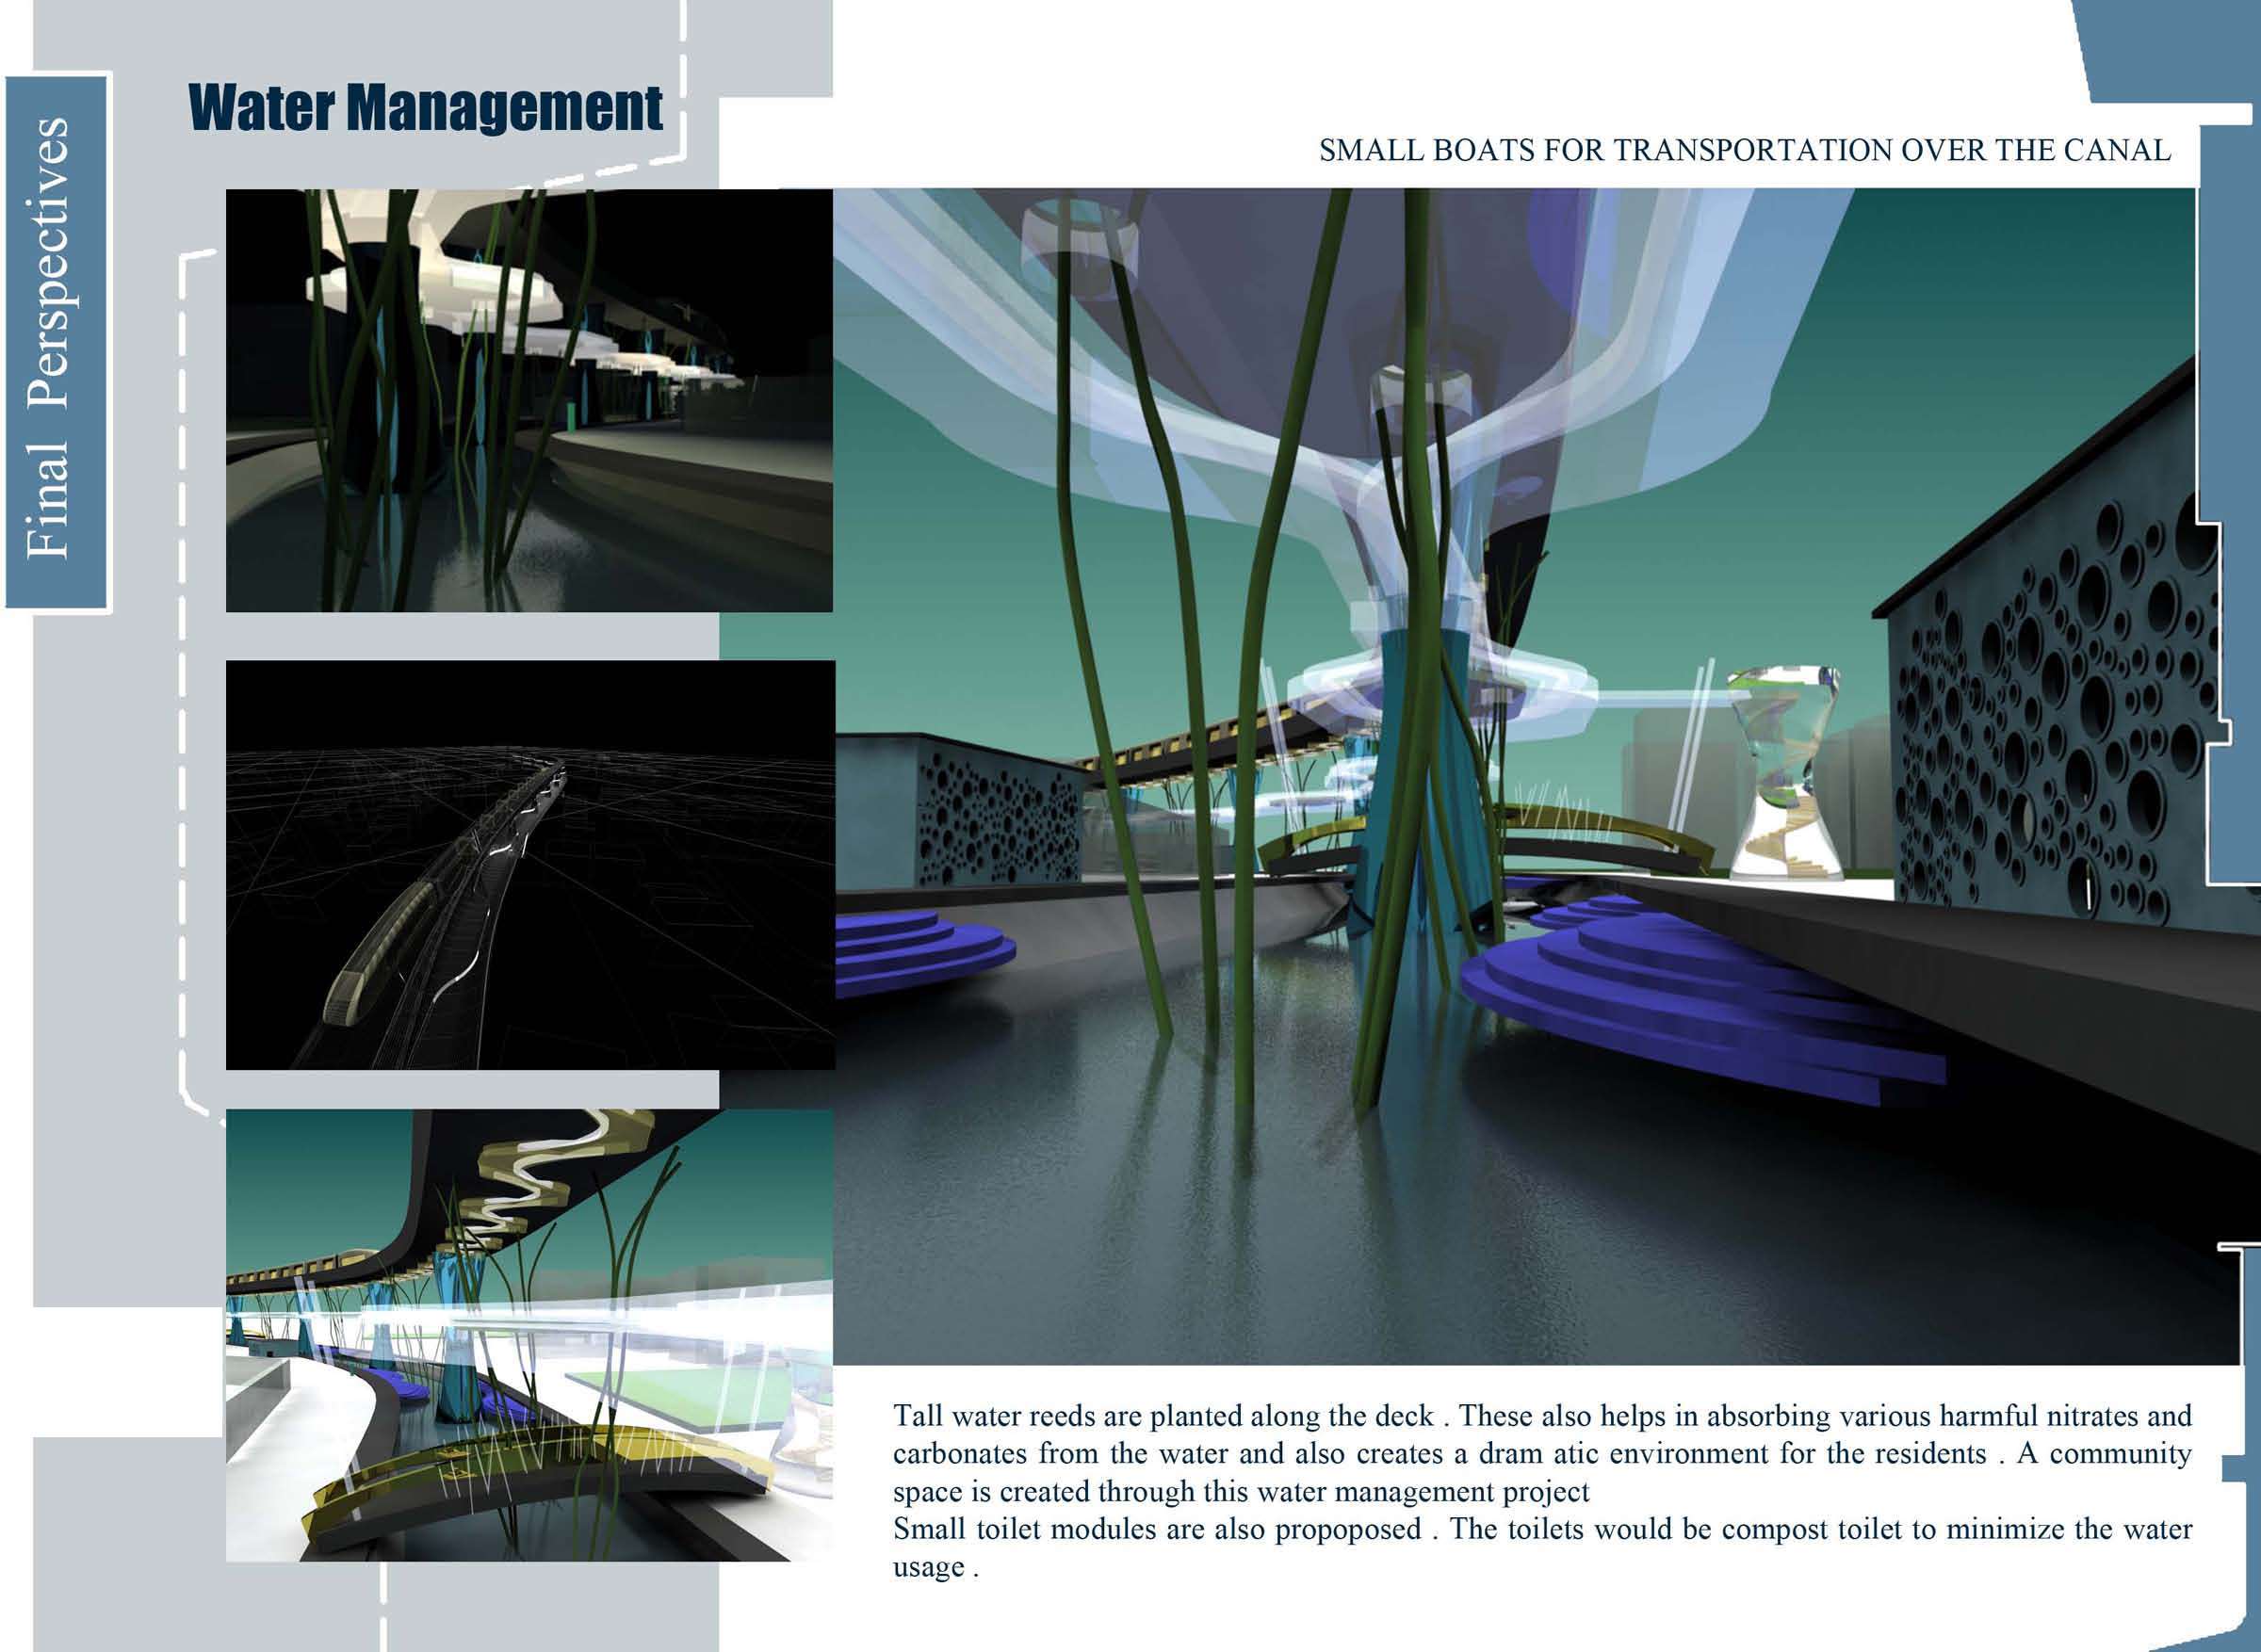 Final Perspectives
Water Management
SMALL BOATS FOR TRANSPORTATION OVER THE CANAL
Tall water reeds are planted along the deck . These also helps in absorbing various harmful nitrates and
carbonates from the water and also creates a dram atic environment for the residents . A community
space is created through this water management project
Small toilet modules are also propoposed . The toilets would be compost toilet to minimize the water
usage .